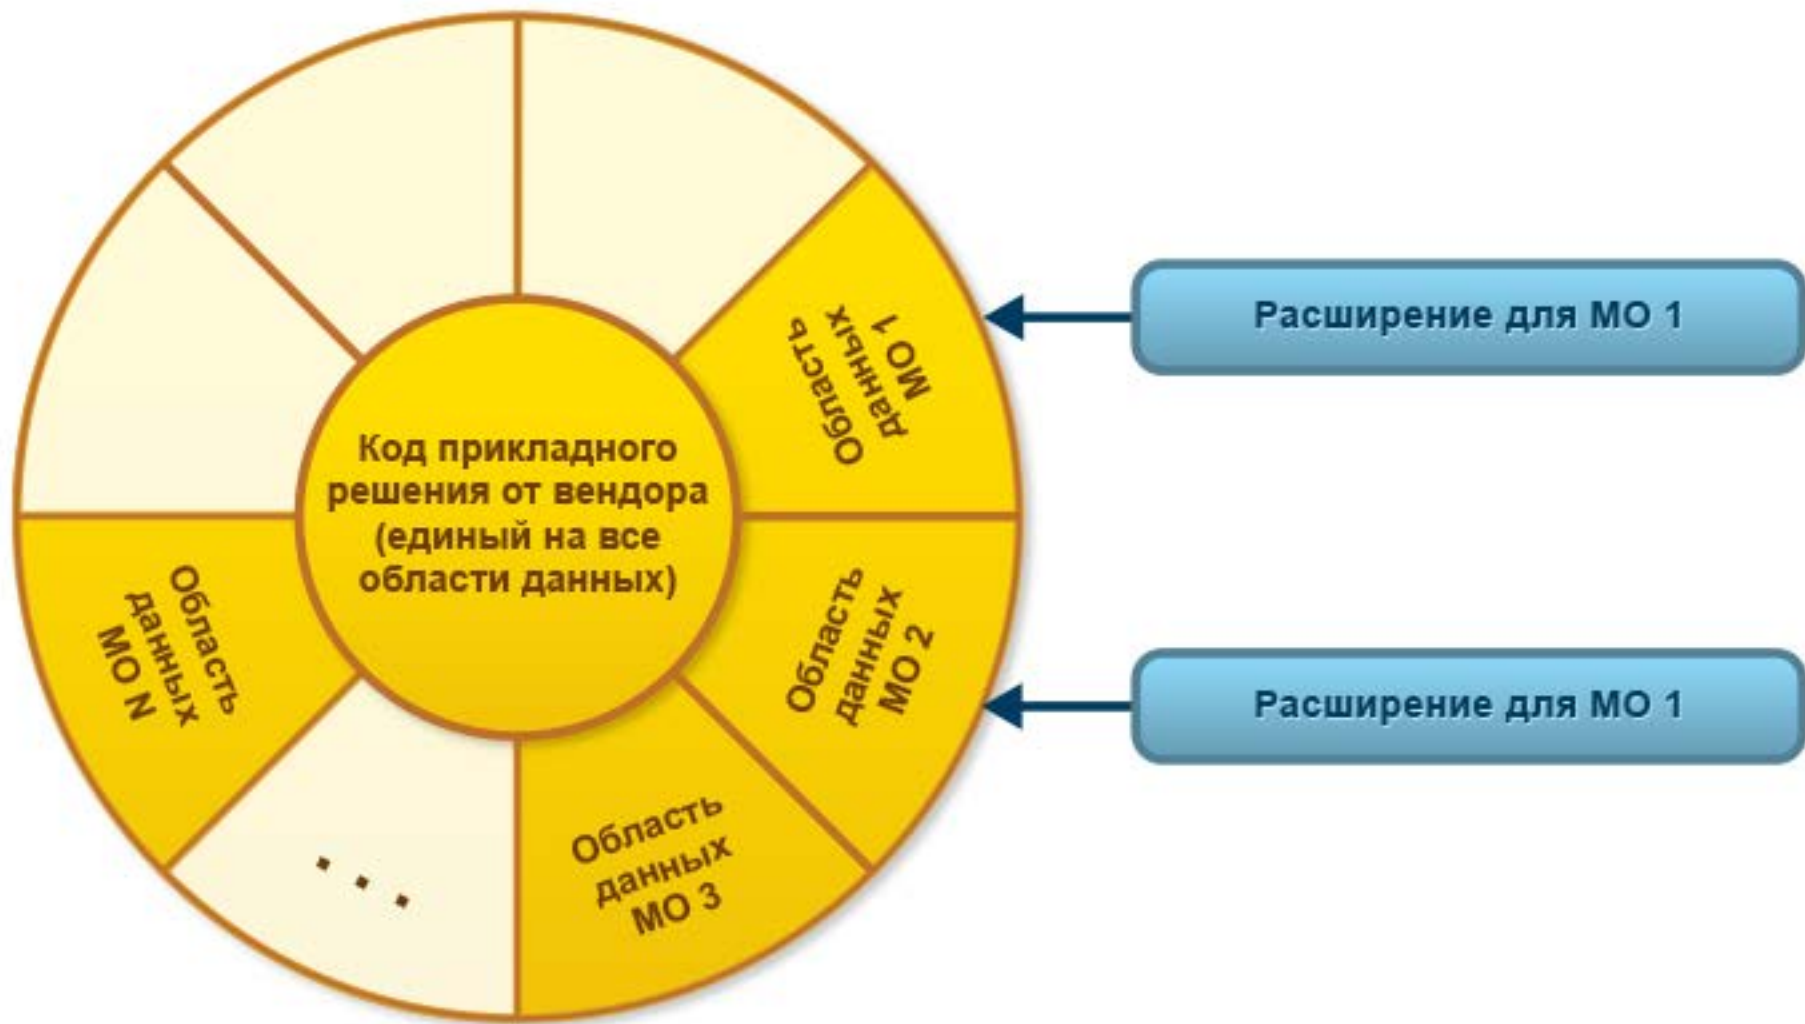 Код прикладного
решения от вендора
(единый на все
области данных)
Область
данных
МО 1
Область
данных
МО 2
Область
данных
МО 3
. . .
Область
данных
МО N
Расширение для МО 1
Расширение для МО 1